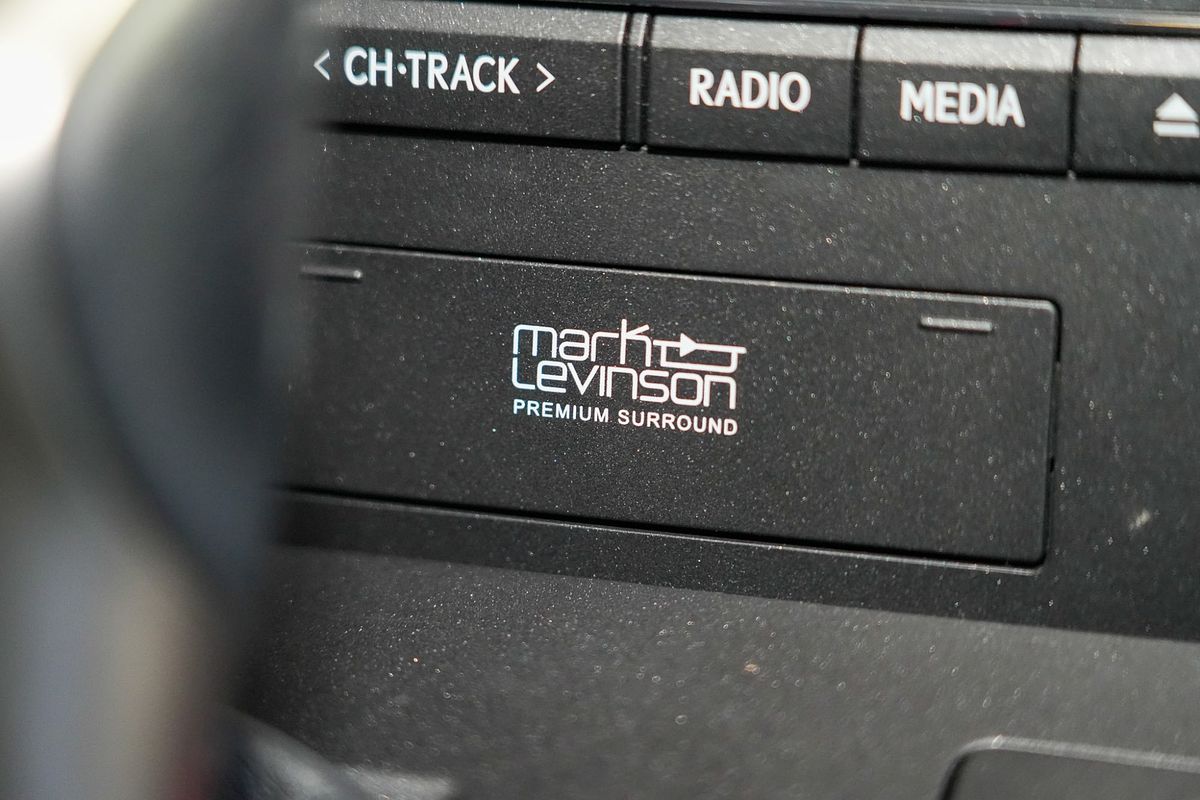 < CH·TRACK >
RADIO
MEDIA
mark
Levinson
PREMIUM SURROUND